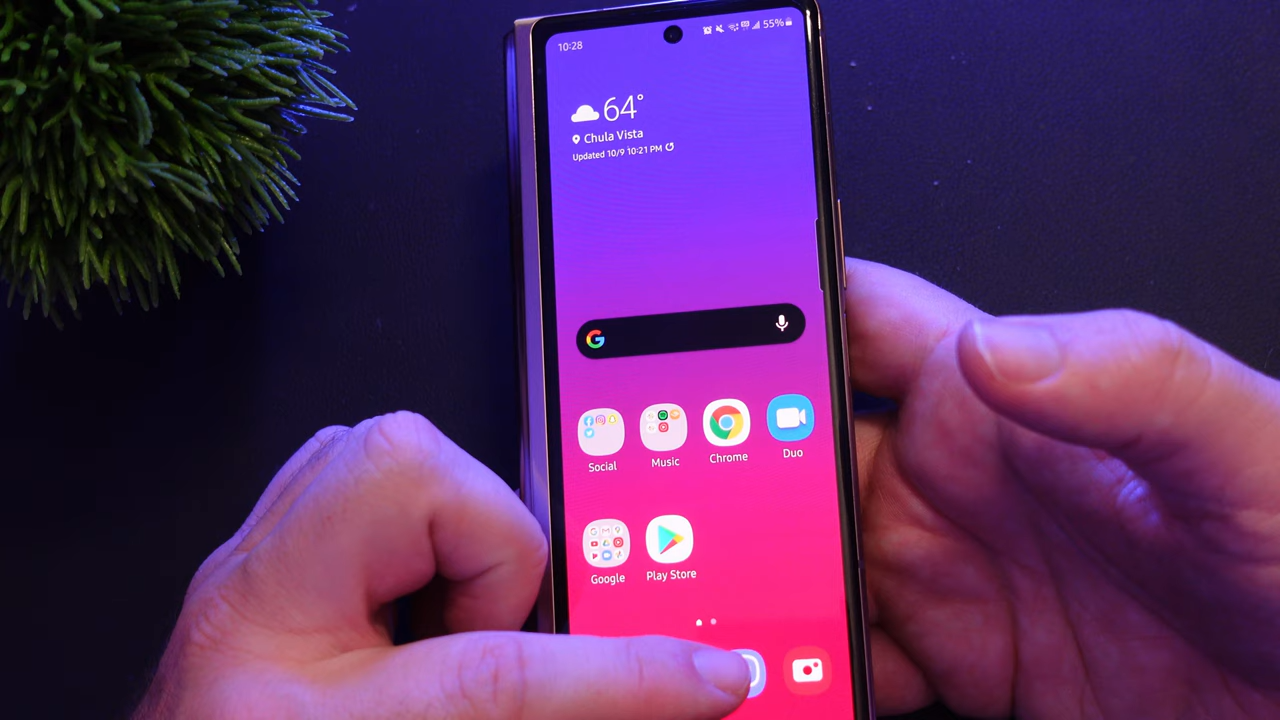 10:28
55%
64°
Chula Vista
Updated 10/9 10:21 PM
Social
Music
Chrome
Duo
Google
Play Store